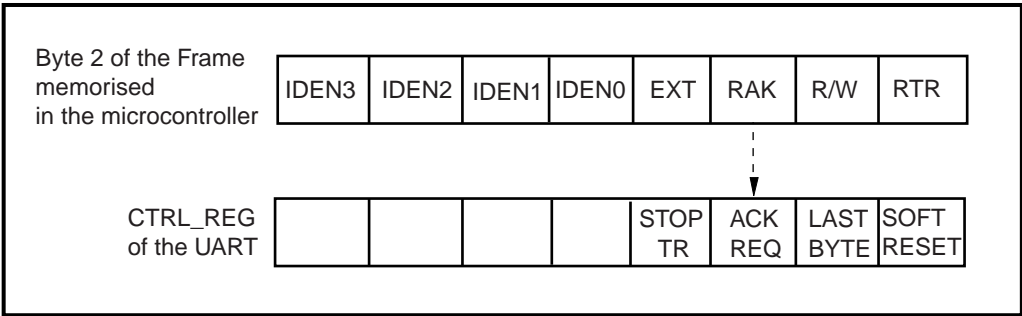 Byte 2 of the Frame
memorised
in the microcontroller
IDEN3 IDEN2 IDEN1 IDEN0 EXT RAK R/W RTR
CTRL_REG
of the UART
STOP ACK LAST SOFT
TR REQ BYTE RESET